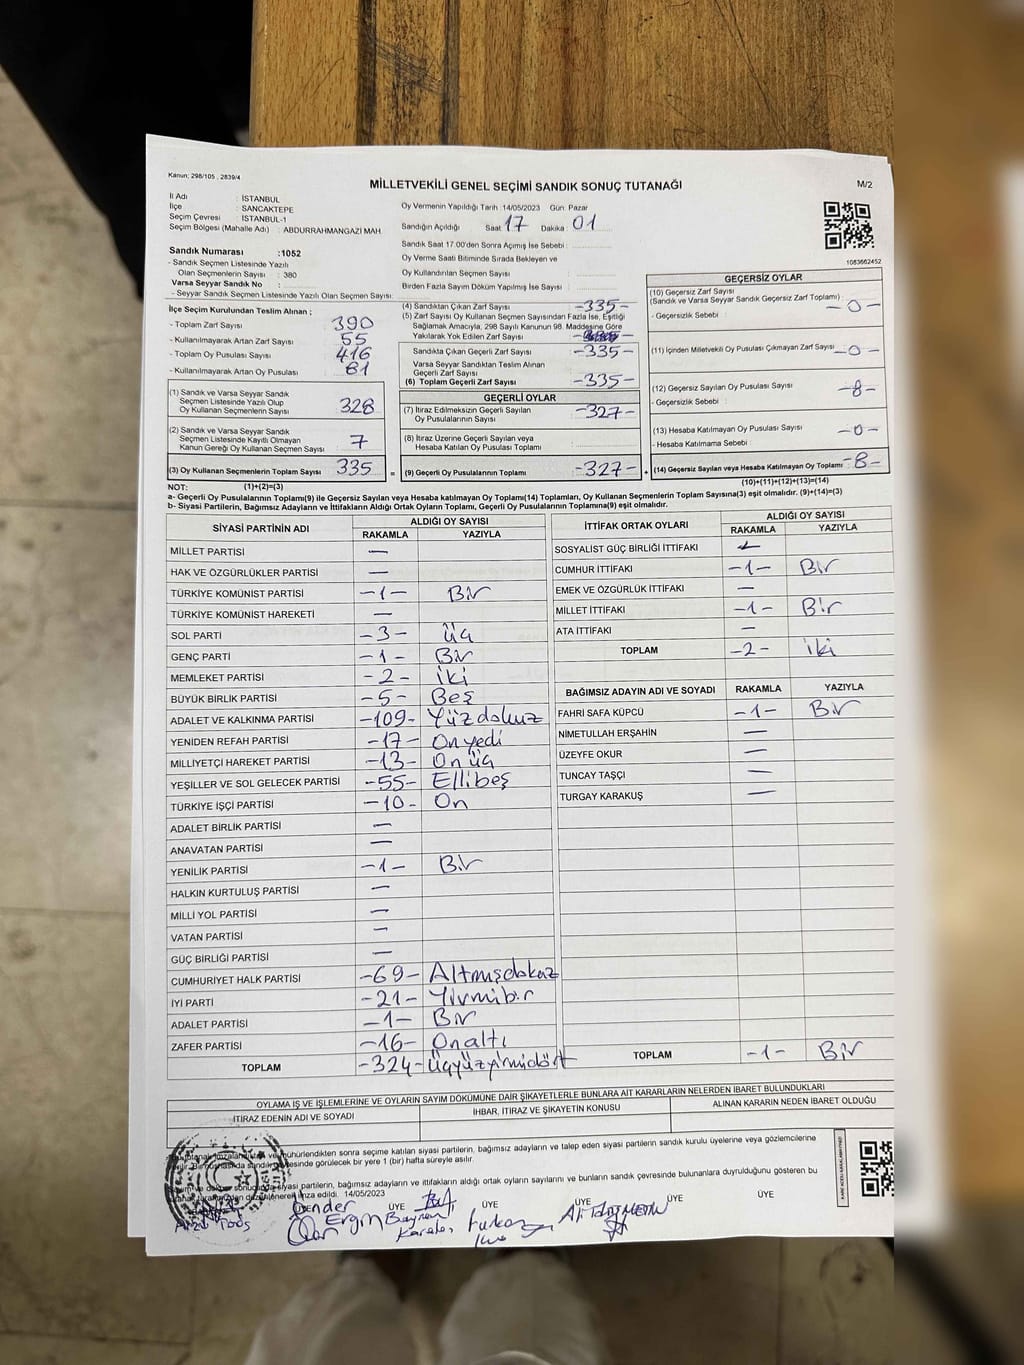 Kanun; 298/105 , 2839/4
MİLLETVEKİLİ GENEL SEÇİMİ SANDIK SONUÇ TUTANAĞI
M/2
İl Adı : İSTANBUL
İlçe : SANCAKTEPE
Seçim Çevresi : İSTANBUL-1
Seçim Bölgesi (Mahalle Adı) : ABDURRAHMANGAZİ MAH
Sandık Numarası :1052
- Sandık Seçmen Listesinde Yazılı
Olan Seçmenlerin Sayısı : 380
Varsa Seyyar Sandık No :
- Seyyar Sandık Seçmen Listesinde Yazılı Olan Seçmen Sayısı:
Oy Vermenin Yapıldığı Tarih :14/05/2023 Gün: Pazar
Sandığın Açıldığı Saat 17 Dakika : 01
Sandık Saat 17.00'den Sonra Açılmış İse Sebebi :
Oy Verme Saati Bitiminde Sırada Bekleyen ve
Oy Kullandırılan Seçmen Sayısı :
Birden Fazla Sayım Döküm Yapılmış İse Sayısı :
1083662452
İlçe Seçim Kurulundan Teslim Alınan ;
- Toplam Zarf Sayısı 390
- Kullanılmayarak Artan Zarf Sayısı 55
- Toplam Oy Pusulası Sayısı 416
- Kullanılmayarak Artan Oy Pusulası 81
(1) Sandık ve Varsa Seyyar Sandık
Seçmen Listesinde Yazılı Olup
Oy Kullanan Seçmenlerin Sayısı 328
(2) Sandık ve Varsa Seyyar Sandık
Seçmen Listesinde Kayıtlı Olmayan
Kanun Gereği Oy Kullanan Seçmen Sayısı 7
(3) Oy Kullanan Seçmenlerin Toplam Sayısı 335
(4) Sandıktan Çıkan Zarf Sayısı -335-
(5) Zarf Sayısı Oy Kullanan Seçmen Sayısından Fazla İse, Eşitliği
Sağlamak Amacıyla, 298 Sayılı Kanunun 98. Maddesine Göre
Yakılarak Yok Edilen Zarf Sayısı
Sandıkta Çıkan Geçerli Zarf Sayısı -335-
Varsa Seyyar Sandıktan Teslim Alınan
Geçerli Zarf Sayısı
(6) Toplam Geçerli Zarf Sayısı -335-
GEÇERLİ OYLAR
(7) İtiraz Edilmeksizin Geçerli Sayılan
Oy Pusulalarının Sayısı -327-
(8) İtiraz Üzerine Geçerli Sayılan veya
Hesaba Katılan Oy Pusulası Toplamı
= (9) Geçerli Oy Pusulalarının Toplamı -327-
GEÇERSİZ OYLAR
(10) Geçersiz Zarf Sayısı
(Sandık ve Varsa Seyyar Sandık Geçersiz Zarf Toplamı) : -0-
- Geçersizlik Sebebi :
(11) İçinden Milletvekili Oy Pusulası Çıkmayan Zarf Sayısı -0-
(12) Geçersiz Sayılan Oy Pusulası Sayısı -8-
- Geçersizlik Sebebi :
(13) Hesaba Katılmayan Oy Pusulası Sayısı -0-
- Hesaba Katılmama Sebebi :
+ (14) Geçersiz Sayılan veya Hesaba Katılmayan Oy Toplamı -8-
NOT: (1)+(2)=(3)
(10)+(11)+(12)+(13)=(14)
a- Geçerli Oy Pusulalarının Toplamı(9) ile Geçersiz Sayılan veya Hesaba katılmayan Oy Toplamı(14) Toplamları, Oy Kullanan Seçmenlerin Toplam Sayısına(3) eşit olmalıdır. (9)+(14)=(3)
b- Siyasi Partilerin, Bağımsız Adayların ve İttifakların Aldığı Ortak Oyların Toplamı, Geçerli Oy Pusulalarının Toplamına(9) eşit olmalıdır.
SİYASİ PARTİNİN ADI ALDIĞI OY SAYISI
RAKAMLA YAZIYLA
MİLLET PARTİSİ —
HAK VE ÖZGÜRLÜKLER PARTİSİ —
TÜRKİYE KOMÜNİST PARTİSİ -1- Bir
TÜRKİYE KOMÜNİST HAREKETİ —
SOL PARTİ -3- Üç
GENÇ PARTİ -1- Bir
MEMLEKET PARTİSİ -2- İki
BÜYÜK BİRLİK PARTİSİ -5- Beş
ADALET VE KALKINMA PARTİSİ -109- Yüzdokuz
YENİDEN REFAH PARTİSİ -17- Onyedi
MİLLİYETÇİ HAREKET PARTİSİ -13- Onüç
YEŞİLLER VE SOL GELECEK PARTİSİ -55- Ellibeş
TÜRKİYE İŞÇİ PARTİSİ -10- On
ADALET BİRLİK PARTİSİ —
ANAVATAN PARTİSİ —
YENİLİK PARTİSİ -1- Bir
HALKIN KURTULUŞ PARTİSİ —
MİLLİ YOL PARTİSİ —
VATAN PARTİSİ —
GÜÇ BİRLİĞİ PARTİSİ —
CUMHURİYET HALK PARTİSİ -69- Altmışdokuz
İYİ PARTİ -21- Yirmibir
ADALET PARTİSİ -1- Bir
ZAFER PARTİSİ -16- Onaltı
TOPLAM -324- Üçyüzyirmidört
İTTİFAK ORTAK OYLARI ALDIĞI OY SAYISI
RAKAMLA YAZIYLA
SOSYALİST GÜÇ BİRLİĞİ İTTİFAKI —
CUMHUR İTTİFAKI -1- Bir
EMEK VE ÖZGÜRLÜK İTTİFAKI —
MİLLET İTTİFAKI -1- Bir
ATA İTTİFAKI —
TOPLAM -2- İki
BAĞIMSIZ ADAYIN ADI VE SOYADI RAKAMLA YAZIYLA
FAHRİ SAFA KÜPCÜ -1- Bir
NİMETULLAH ERŞAHİN —
ÜZEYFE OKUR —
TUNCAY TAŞÇI —
TURGAY KARAKUŞ —
TOPLAM -1- Bir
OYLAMA İŞ VE İŞLEMLERİNE VE OYLARIN SAYIM DÖKÜMÜNE DAİR ŞİKAYETLERLE BUNLARA AİT KARARLARIN NELERDEN İBARET BULUNDUKLARI
İTİRAZ EDENİN ADI VE SOYADI İHBAR, İTİRAZ VE ŞİKAYETİN KONUSU ALINAN KARARIN NEDEN İBARET OLDUĞU
mühürlendikten sonra seçime katılan siyasi partilerin, bağımsız adayların ve talep eden siyasi partilerin sandık kurulu üyelerine veya gözlemcilerine
görülecek bir yere 1 (bir) hafta süreyle asılır.
siyasi partilerin, bağımsız adayların ve ittifakların aldığı ortak oyların sayılarını ve bunların sandık çevresinde bulunanlara duyurulduğunu gösteren bu
imza edildi. 14/05/2023
ÜYE ÜYE ÜYE ÜYE ÜYE
Önder
Ergin
Bayram
Ali